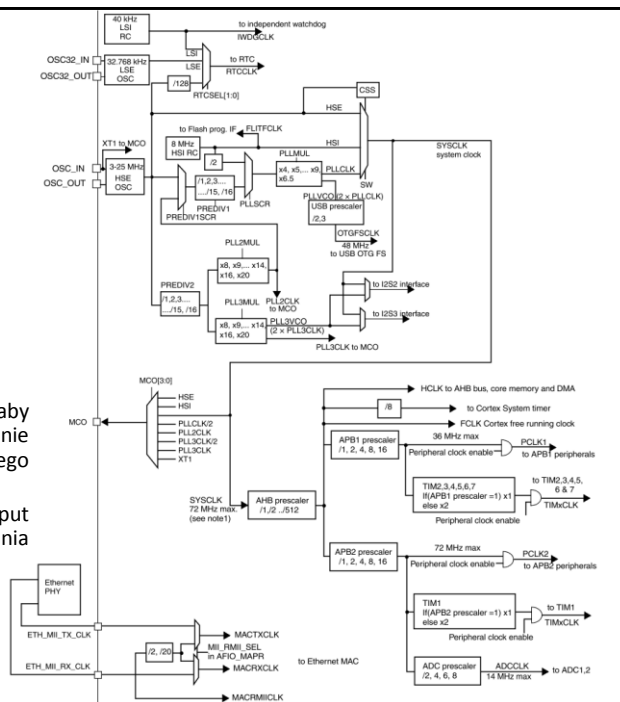 40 kHz
LSI
RC
to independent watchdog
IWDGCLK
OSC32_IN
OSC32_OUT
32.768 kHz
LSE
OSC
LSI
LSE
to RTC
RTCCLK
/128
RTCSEL[1:0]
CSS
HSE
to Flash prog. IF
FLITFCLK
XT1 to MCO
8 MHz
HSI RC
HSI
SYSCLK
system clock
/2
PLLMUL
OSC_IN
OSC_OUT
3-25 MHz
HSE
OSC
/1,2,3....
..../15, /16
x4, x5,... x9,
x6.5
PLLCLK
SW
PREDIV1
PLLSCR
PREDIV1SCR
PLLVCO (2 × PLLCLK)
USB prescaler
/2,3
OTGFSCLK
48 MHz
to USB OTG FS
PLL2MUL
x8, x9,... x14,
x16, x20
PREDIV2
/1,2,3....
..../15, /16
PLL2CLK
to MCO
to I2S2 interface
PLL3MUL
x8, x9,... x14,
x16, x20
PLL3VCO
(2 × PLL3CLK)
to I2S3 interface
PLL3CLK to MCO
MCO[3:0]
aby
nie
ego
put
nia
MCO
HSE
HSI
PLLCLK/2
PLL2CLK
PLL3CLK/2
PLL3CLK
XT1
HCLK to AHB bus, core memory and DMA
/8
to Cortex System timer
FCLK Cortex free running clock
APB1 prescaler
/1, 2, 4, 8, 16
36 MHz max
Peripheral clock enable
PCLK1
to APB1 peripherals
SYSCLK
72 MHz max.
(see note1)
AHB prescaler
/1,/2 ../512
TIM2,3,4,5,6,7
If(APB1 prescaler =1) x1
else x2
to TIM2,3,4,5,
6 & 7
TIMxCLK
Peripheral clock enable
APB2 prescaler
/1, 2, 4, 8, 16
72 MHz max
Peripheral clock enable
PCLK2
to APB2 peripherals
Ethernet
PHY
TIM1
If(APB2 prescaler =1) x1
else x2
to TIM1
TIMxCLK
Peripheral clock enable
ETH_MII_TX_CLK
MACTXCLK
/2, /20
MII_RMII_SEL
in AFIO_MAPR
ETH_MII_RX_CLK
MACRXCLK
to Ethernet MAC
ADC prescaler
/2, 4, 6, 8
ADCCLK
14 MHz max
to ADC1,2
MACRMIICLK